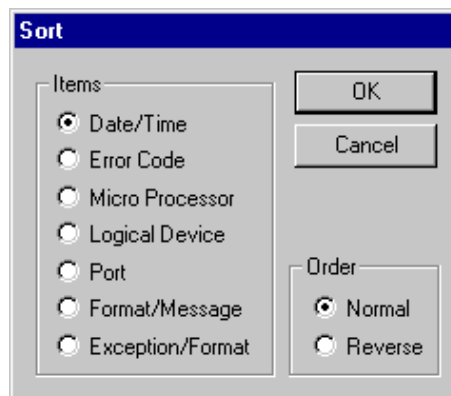 Sort
Items
Date/Time
Error Code
Micro Processor
Logical Device
Port
Format/Message
Exception/Format
OK
Cancel
Order
Normal
Reverse